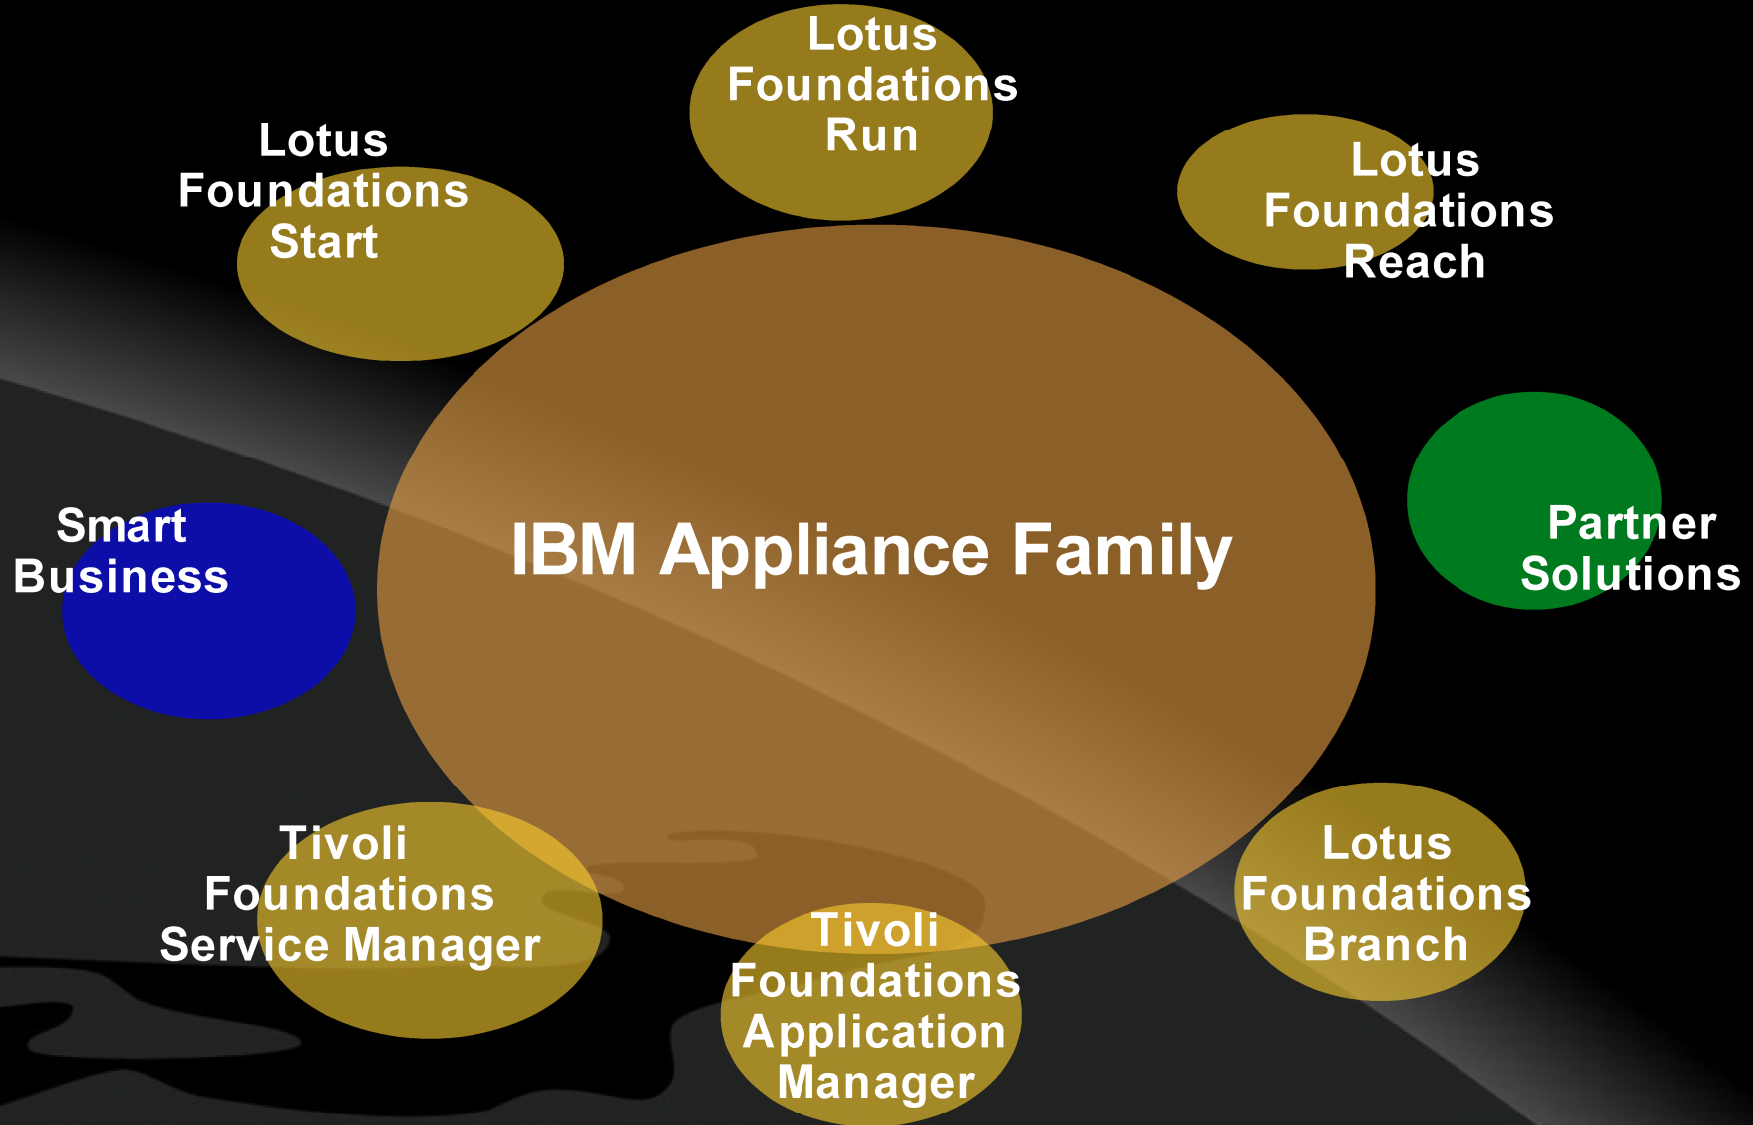 Lotus
Foundations
Run
Lotus
Foundations
Start
Lotus
Foundations
Reach
Smart
Business
IBM Appliance Family
Partner
Solutions
Tivoli
Foundations
Service Manager
Tivoli
Foundations
Application
Manager
Lotus
Foundations
Branch